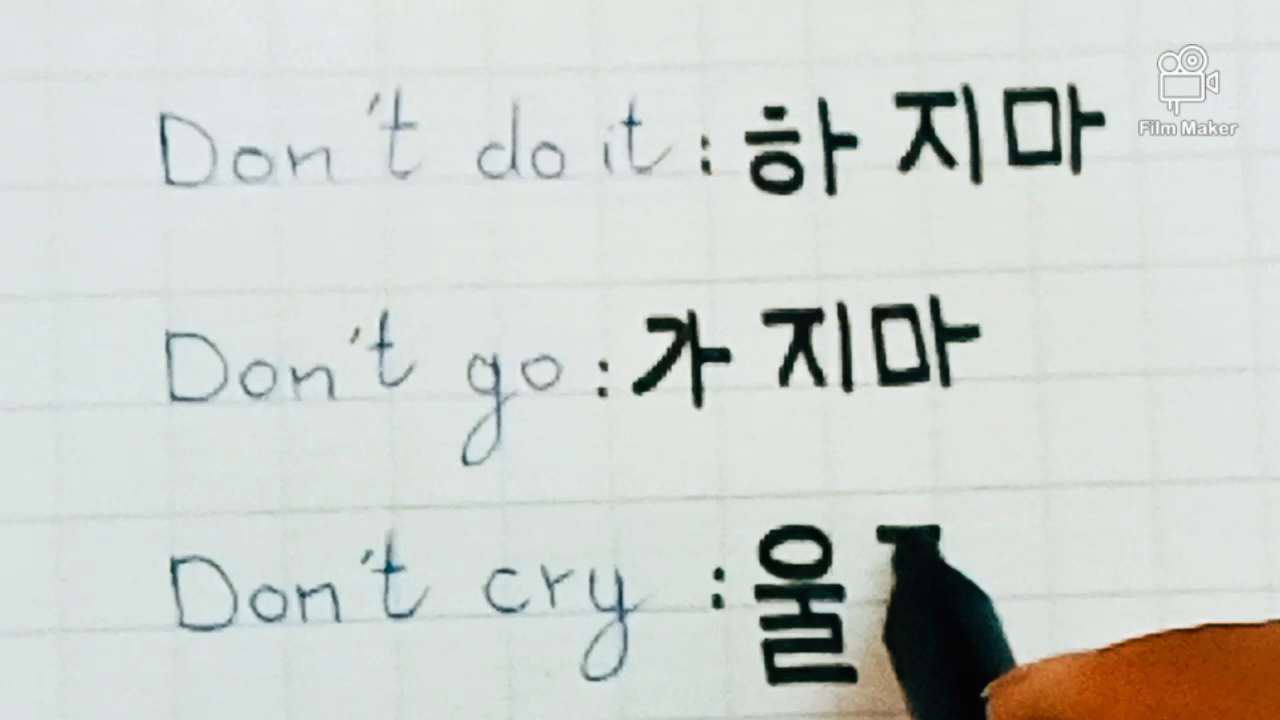 Film Maker
Don't do it : 하지마
Don't go : 가지마
Don't cry : 울